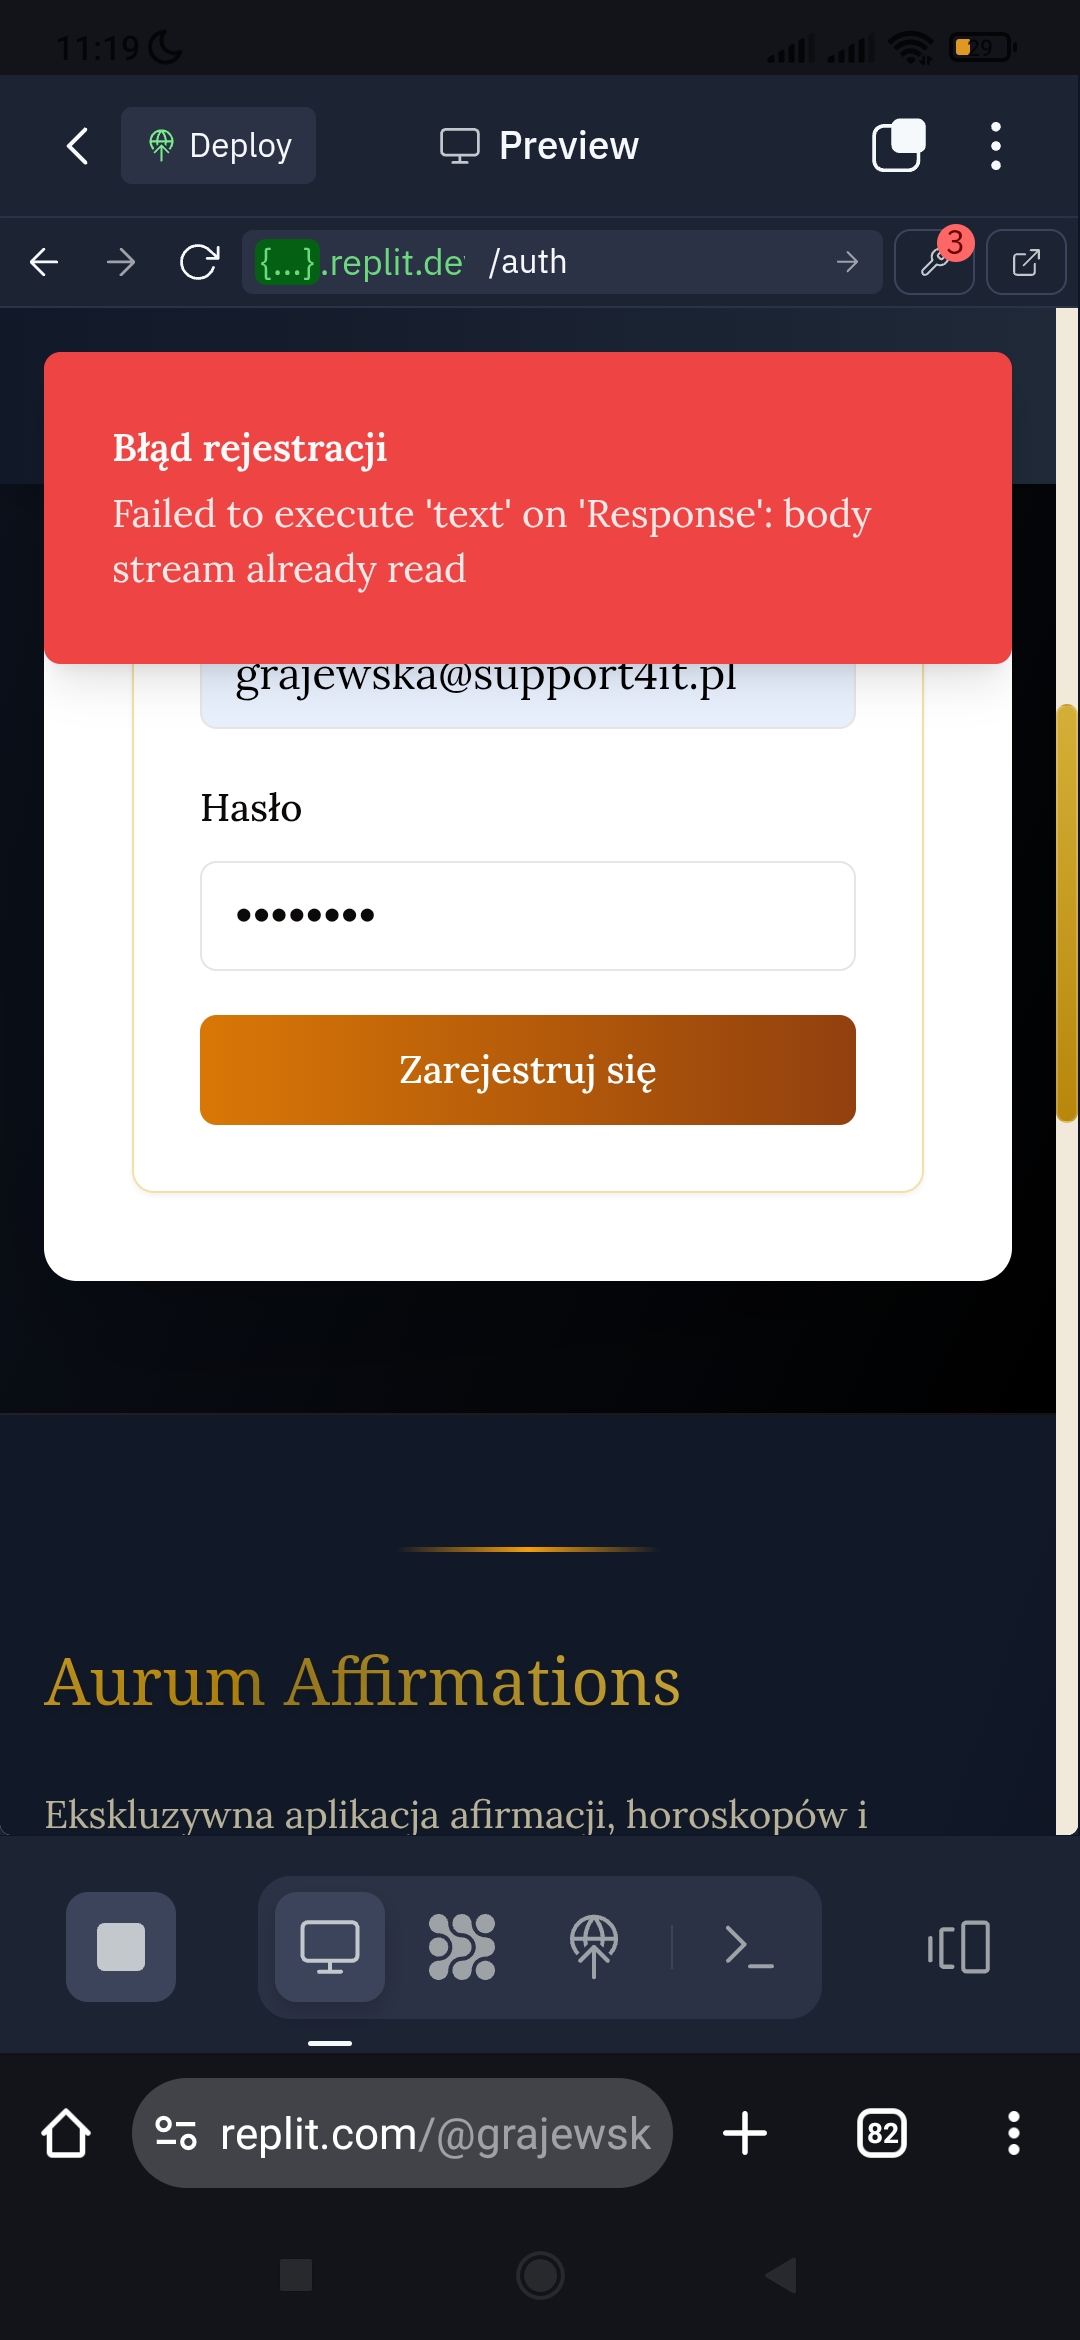 11:19
29
Deploy
Preview
{...}.replit.de
/auth
3
Błąd rejestracji
Failed to execute 'text' on 'Response': body
stream already read
grajewska@support4it.pl
Hasło
••••••••
Zarejestruj się
Aurum Affirmations
Ekskluzywna aplikacja afirmacji, horoskopów i
replit.com/@grajewsk
82